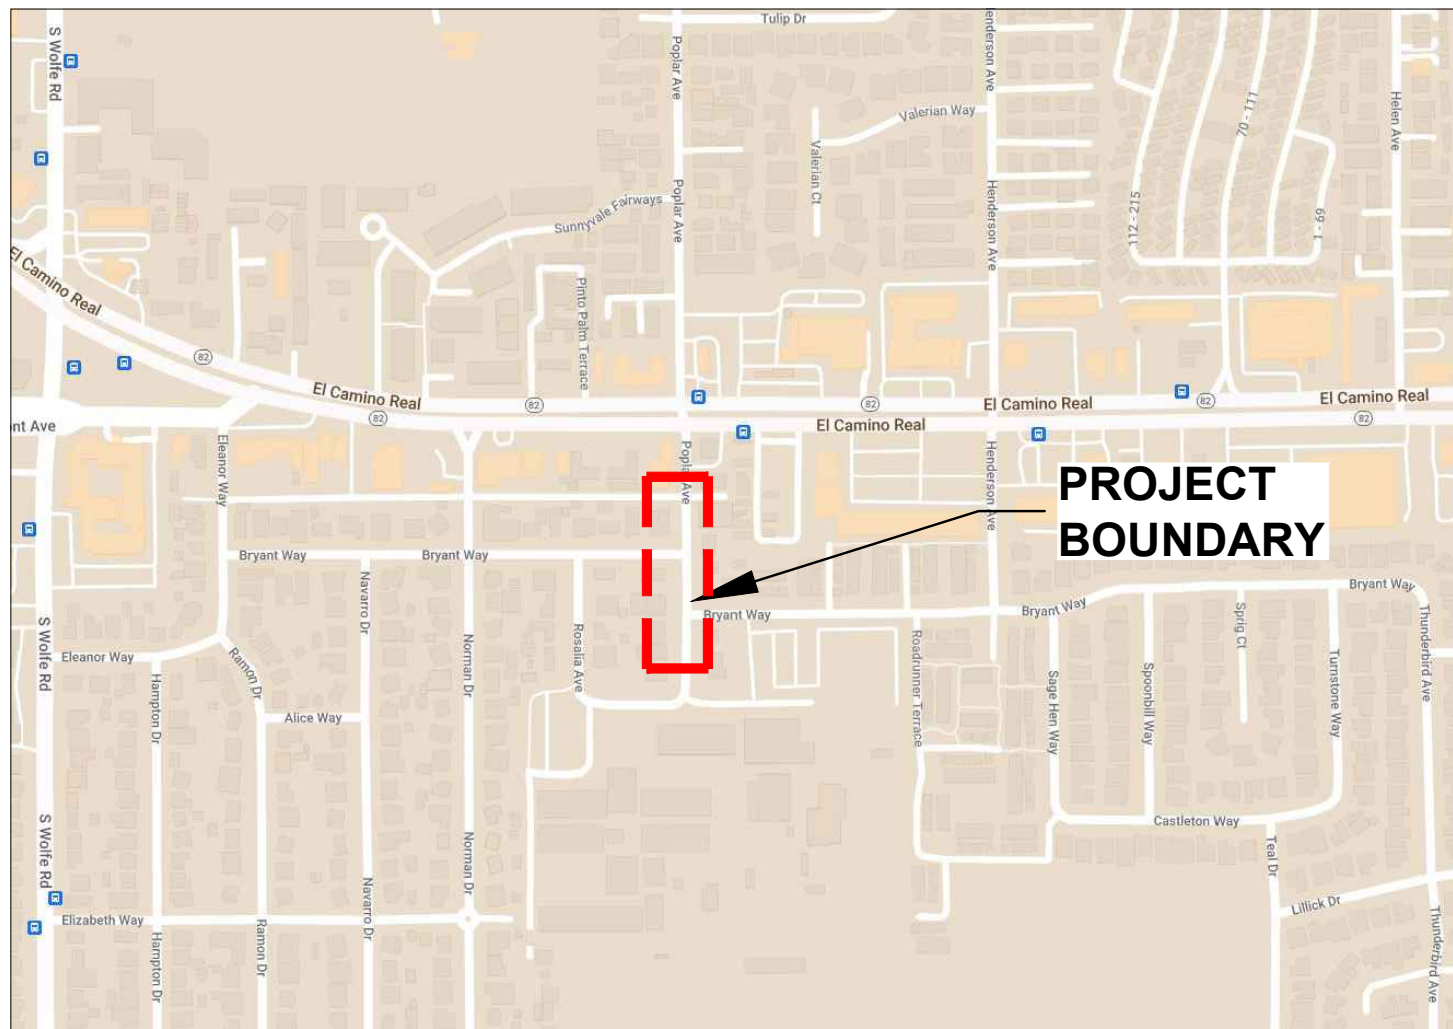 Tulip Dr
S Wolfe Rd
Poplar Ave
enderson Ave
Helen Ave
Valerian Way
70 - 111
Valerian Ct
Poplar Ave
Henderson Ave
112 - 215
1 - 69
Sunnyvale Fairways
El Camino Real
Pinto Palm Terrace
82
El Camino Real
82
82
El Camino Real
82
82
El Camino Real
82
El Camino Real
82
nt Ave
Eleanor Way
Poplar Ave
Henderson Ave
PROJECT
BOUNDARY
Bryant Way
Bryant Way
Bryant Way
Bryant Way
Bryant Way
Navarro Dr
S Wolfe Rd
Eleanor Way
Ramon Dr
Norman Dr
Rosalia Ave
Roadrunner Terrace
Sage Hen Way
Spoonbill Way
Sprig Ct
Turnstone Way
Thunderbird Ave
Hampton Dr
Alice Way
S Wolfe Rd
Norman Dr
Castleton Way
Teal Dr
Navarro Dr
Lillick Dr
Elizabeth Way
Hampton Dr
Ramon Dr
Thunderbird Ave